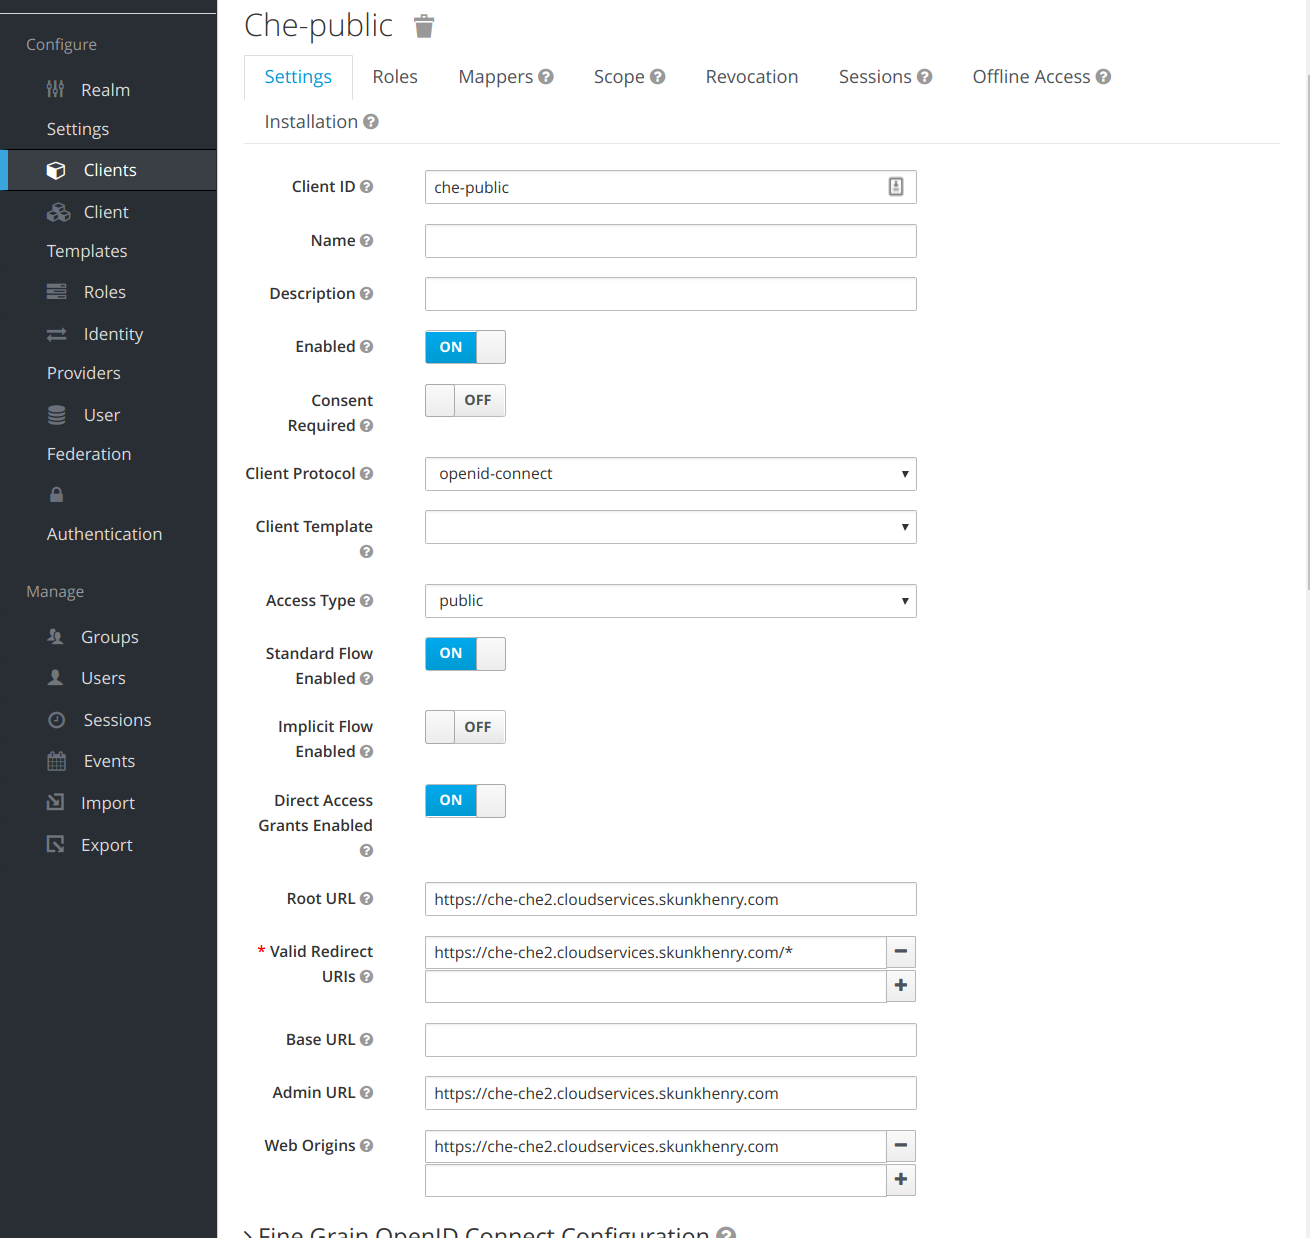 Configure
Realm
Settings
Clients
Client
Templates
Roles
Identity
Providers
User
Federation
Authentication
Manage
Groups
Users
Sessions
Events
Import
Export
Che-public
Settings Roles Mappers Scope Revocation Sessions Offline Access
Installation
Client ID che-public
Name
Description
Enabled ON
Consent
Required OFF
Client Protocol openid-connect
Client Template
Access Type public
Standard Flow
Enabled ON
Implicit Flow
Enabled OFF
Direct Access
Grants Enabled ON
Root URL https://che-che2.cloudservices.skunkhenry.com
* Valid Redirect
URIs https://che-che2.cloudservices.skunkhenry.com/*
Base URL
Admin URL https://che-che2.cloudservices.skunkhenry.com
Web Origins https://che-che2.cloudservices.skunkhenry.com
Fine Grain OpenID Connect Configuration